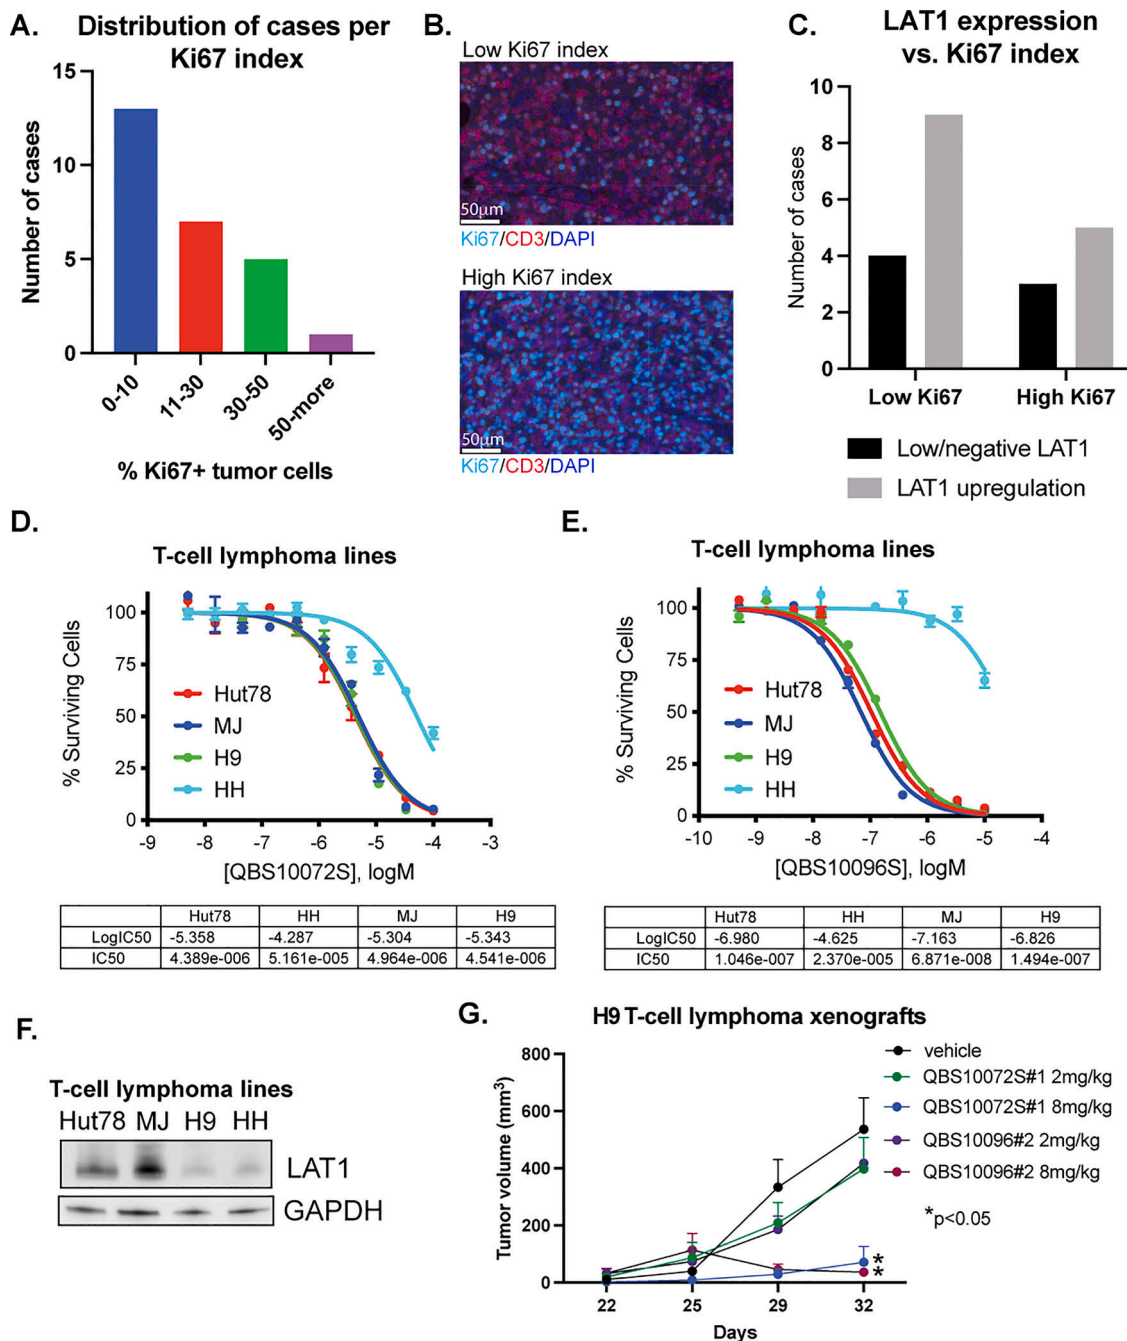 A.
Distribution of cases per
Ki67 index
Number of cases
15
10
5
0
0-10
11-30
30-50
50-more
% Ki67+ tumor cells
B.
Low Ki67 index
50μm
Ki67/CD3/DAPI
High Ki67 index
50μm
Ki67/CD3/DAPI
C.
LAT1 expression
vs. Ki67 index
Number of cases
10
8
6
4
2
0
Low Ki67
High Ki67
Low/negative LAT1
LAT1 upregulation
D.
T-cell lymphoma lines
% Surviving Cells
100
75
50
25
0
Hut78
MJ
H9
HH
-9 -8 -7 -6 -5 -4 -3
[QBS10072S], logM
Hut78 HH MJ H9
LogIC50 -5.358 -4.287 -5.304 -5.343
IC50 4.389e-006 5.161e-005 4.964e-006 4.541e-006
E.
T-cell lymphoma lines
% Surviving Cells
100
75
50
25
0
Hut78
MJ
H9
HH
-10 -9 -8 -7 -6 -5 -4
[QBS10096S], logM
Hut78 HH MJ H9
LogIC50 -6.980 -4.625 -7.163 -6.826
IC50 1.046e-007 2.370e-005 6.871e-008 1.494e-007
F.
T-cell lymphoma lines
Hut78 MJ H9 HH
LAT1
GAPDH
G.
H9 T-cell lymphoma xenografts
Tumor volume (mm³)
800
600
400
200
0
22 25 29 32
Days
vehicle
QBS10072S#1 2mg/kg
QBS10072S#1 8mg/kg
QBS10096#2 2mg/kg
QBS10096#2 8mg/kg
*p<0.05
*
*